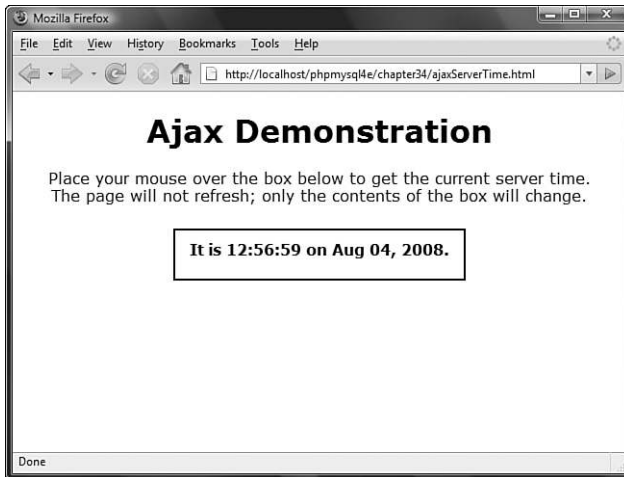 Mozilla Firefox
File Edit View History Bookmarks Tools Help
http://localhost/phpmysql4e/chapter34/ajaxServerTime.html
Ajax Demonstration
Place your mouse over the box below to get the current server time.
The page will not refresh; only the contents of the box will change.
It is 12:56:59 on Aug 04, 2008.
Done